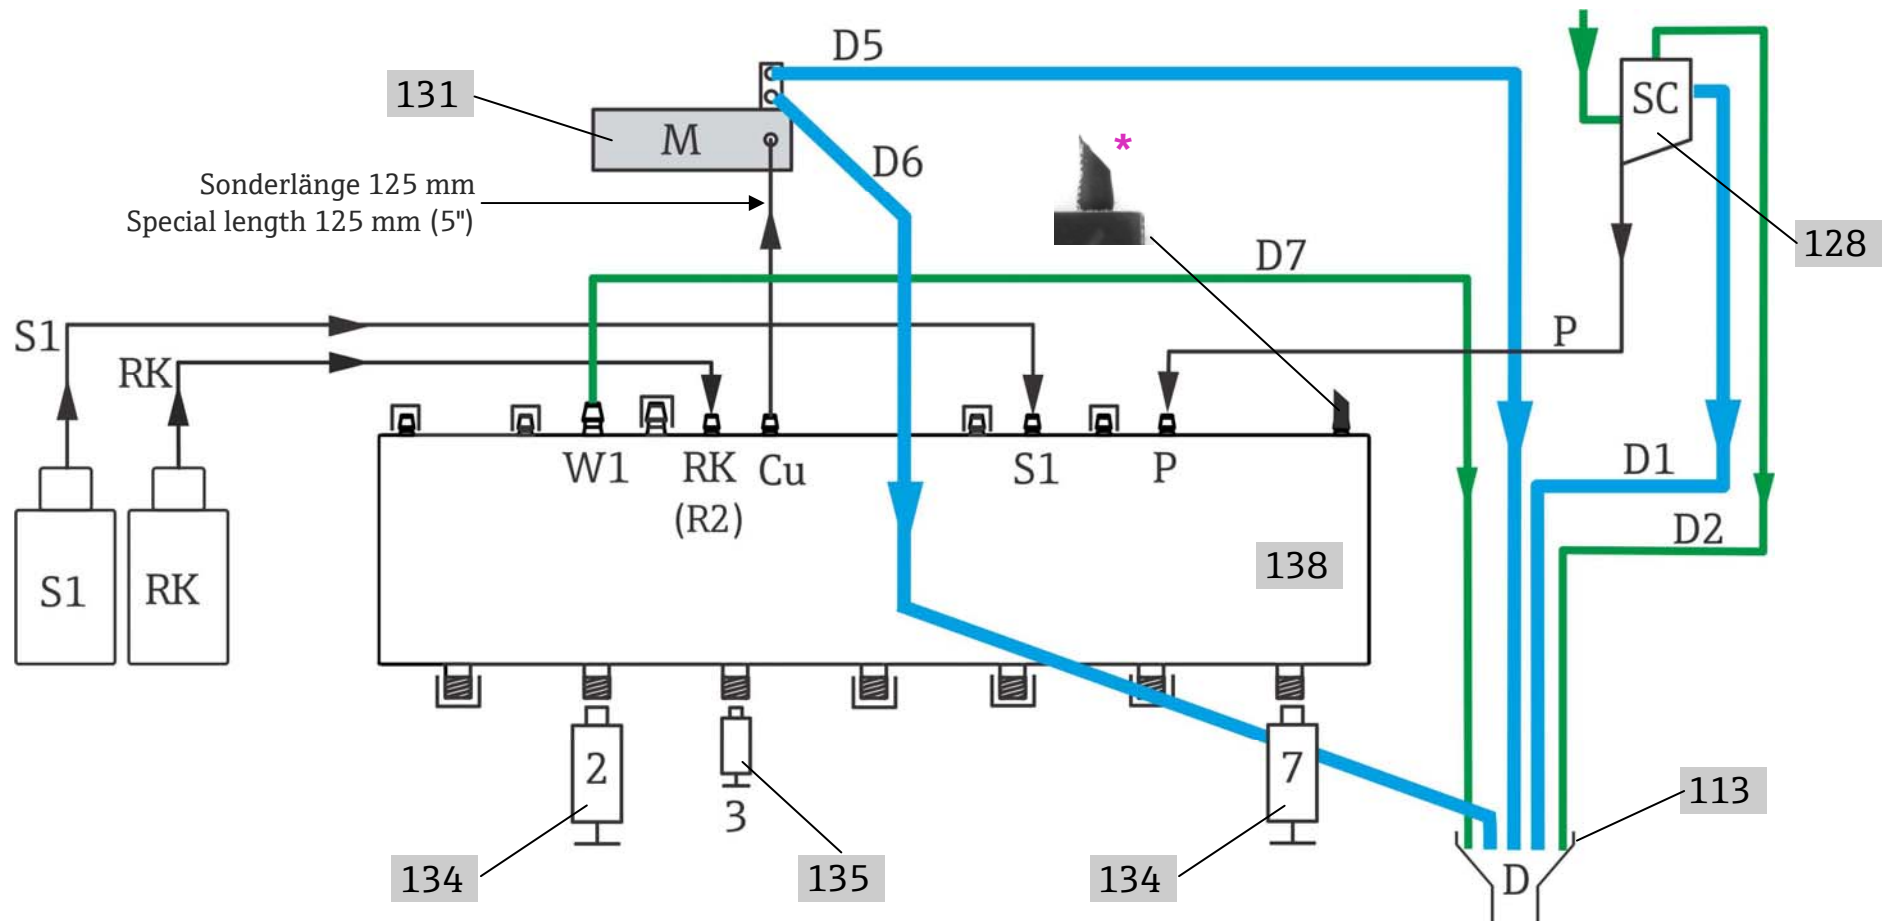 D5
131
SC
M
*
D6
Sonderlänge 125 mm
Special length 125 mm (5")
128
D7
S1
P
RK
W1
RK
(R2)
Cu
S1
P
D1
D2
138
S1
RK
2
7
3
113
134
135
134
D